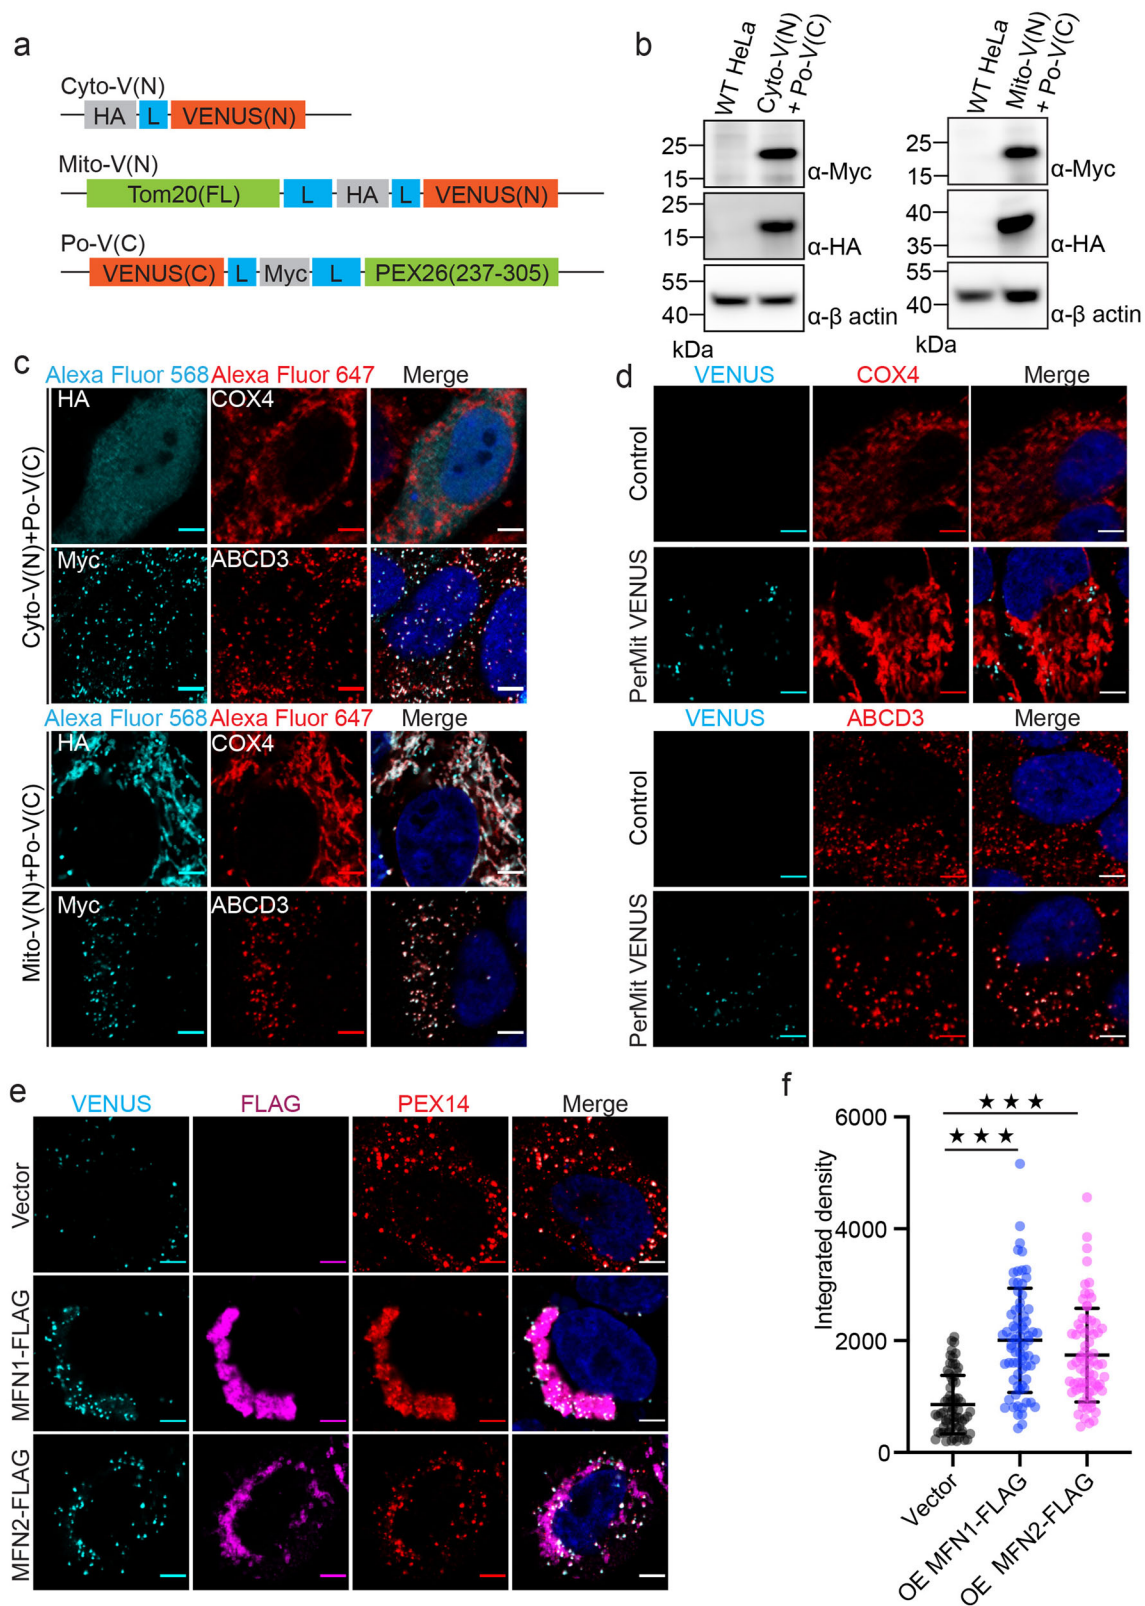 a
Cyto-V(N)
HA L VENUS(N)
Mito-V(N)
Tom20(FL) L HA L VENUS(N)
Po-V(C)
VENUS(C) L Myc L PEX26(237-305)
b
WT HeLa
Cyto-V(N)
+ Po-V(C)
25
15
α-Myc
25
15
α-HA
55
40
α-β actin
kDa
WT HeLa
Mito-V(N)
+ Po-V(C)
25
15
α-Myc
40
35
α-HA
55
40
α-β actin
kDa
c
Alexa Fluor 568 Alexa Fluor 647 Merge
Cyto-V(N)+Po-V(C)
HA COX4
Myc ABCD3
Alexa Fluor 568 Alexa Fluor 647 Merge
Mito-V(N)+Po-V(C)
HA COX4
Myc ABCD3
d
VENUS COX4 Merge
Control
PerMit VENUS
VENUS ABCD3 Merge
Control
PerMit VENUS
e
VENUS FLAG PEX14 Merge
Vector
MFN1-FLAG
MFN2-FLAG
f
★ ★ ★
★ ★ ★
Integrated density
6000
4000
2000
0
Vector
OE MFN1-FLAG
OE MFN2-FLAG